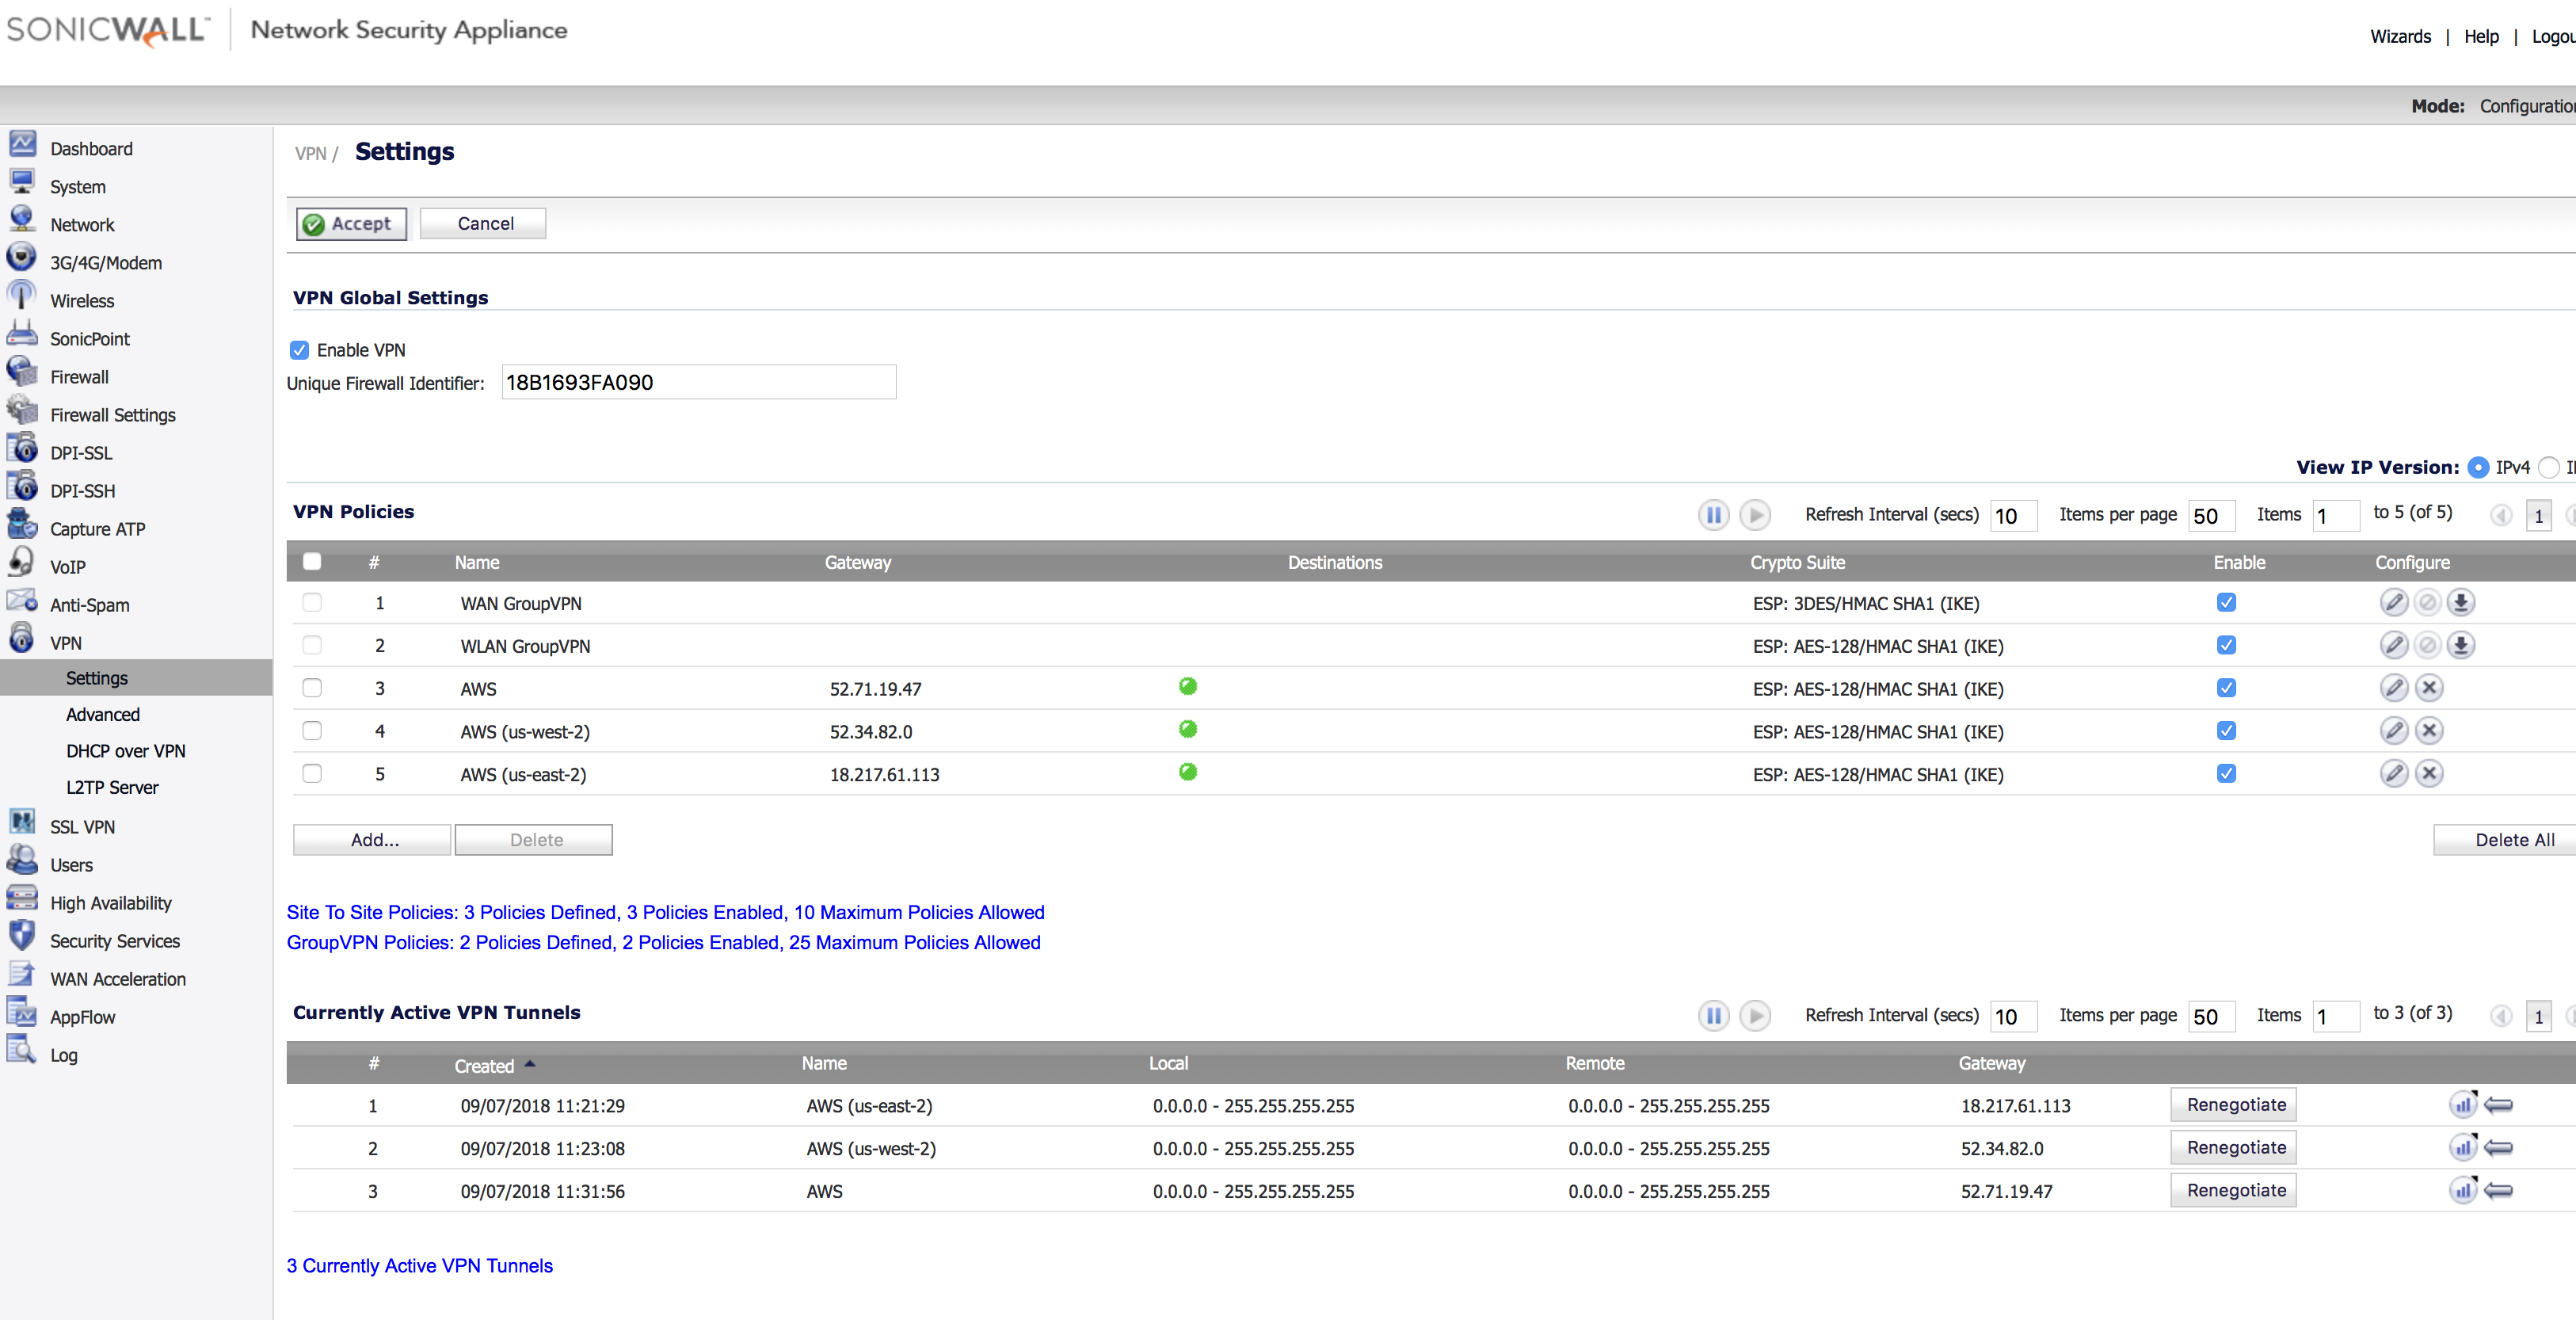 SONICWALL™ Network Security Appliance
Wizards | Help | Logou
Mode: Configuration
Dashboard
System
Network
3G/4G/Modem
Wireless
SonicPoint
Firewall
Firewall Settings
DPI-SSL
DPI-SSH
Capture ATP
VoIP
Anti-Spam
VPN
Settings
Advanced
DHCP over VPN
L2TP Server
SSL VPN
Users
High Availability
Security Services
WAN Acceleration
AppFlow
Log
VPN / Settings
Accept Cancel
VPN Global Settings
Enable VPN
Unique Firewall Identifier: 18B1693FA090
View IP Version: IPv4
VPN Policies Refresh Interval (secs) 10 Items per page 50 Items 1 to 5 (of 5) 1
# Name Gateway Destinations Crypto Suite Enable Configure
1 WAN GroupVPN ESP: 3DES/HMAC SHA1 (IKE)
2 WLAN GroupVPN ESP: AES-128/HMAC SHA1 (IKE)
3 AWS 52.71.19.47 ESP: AES-128/HMAC SHA1 (IKE)
4 AWS (us-west-2) 52.34.82.0 ESP: AES-128/HMAC SHA1 (IKE)
5 AWS (us-east-2) 18.217.61.113 ESP: AES-128/HMAC SHA1 (IKE)
Add... Delete Delete All
Site To Site Policies: 3 Policies Defined, 3 Policies Enabled, 10 Maximum Policies Allowed
GroupVPN Policies: 2 Policies Defined, 2 Policies Enabled, 25 Maximum Policies Allowed
Currently Active VPN Tunnels Refresh Interval (secs) 10 Items per page 50 Items 1 to 3 (of 3) 1
# Created Name Local Remote Gateway
1 09/07/2018 11:21:29 AWS (us-east-2) 0.0.0.0 - 255.255.255.255 0.0.0.0 - 255.255.255.255 18.217.61.113 Renegotiate
2 09/07/2018 11:23:08 AWS (us-west-2) 0.0.0.0 - 255.255.255.255 0.0.0.0 - 255.255.255.255 52.34.82.0 Renegotiate
3 09/07/2018 11:31:56 AWS 0.0.0.0 - 255.255.255.255 0.0.0.0 - 255.255.255.255 52.71.19.47 Renegotiate
3 Currently Active VPN Tunnels